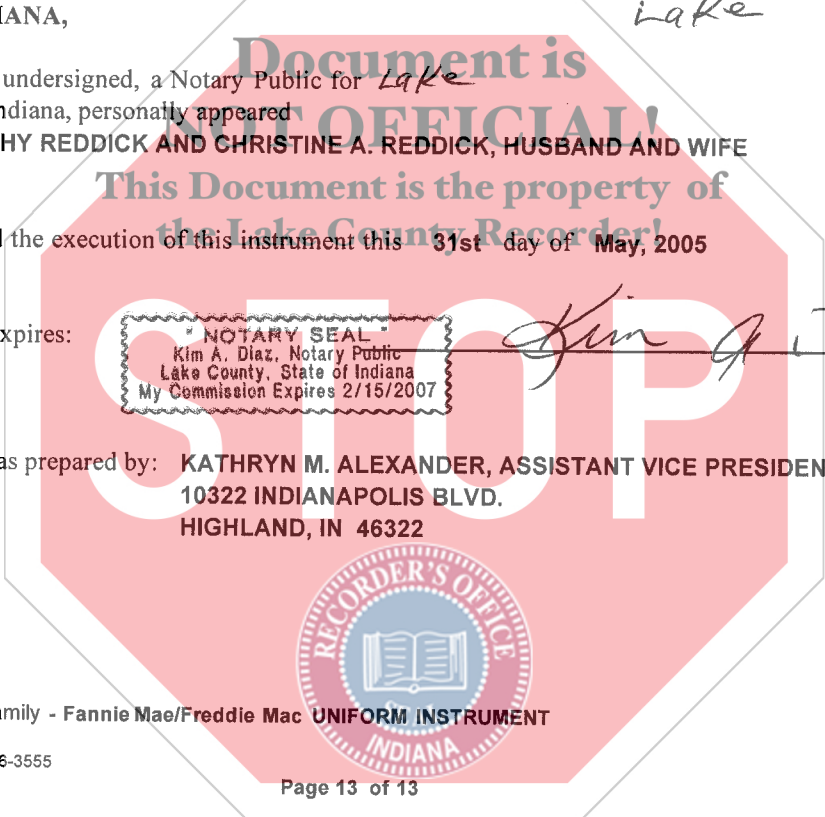 IANA,
Lake
Document is
undersigned, a Notary Public for Lake
ndiana, personally appeared
NOT OFFICIAL!
HY REDDICK AND CHRISTINE A. REDDICK, HUSBAND AND WIFE
This Document is the property of
the Lake County Recorder!
d the execution of this instrument this 31st day of May, 2005
STOP
xpires:
" NOTARY SEAL "
Kim A. Diaz, Notary Public
Lake County, State of Indiana
My Commission Expires 2/15/2007
Kim A
as prepared by: KATHRYN M. ALEXANDER, ASSISTANT VICE PRESIDEN
10322 INDIANAPOLIS BLVD.
HIGHLAND, IN 46322
RECORDER'S OFFICE
INDIANA
mily - Fannie Mae/Freddie Mac UNIFORM INSTRUMENT
6-3555
Page 13 of 13